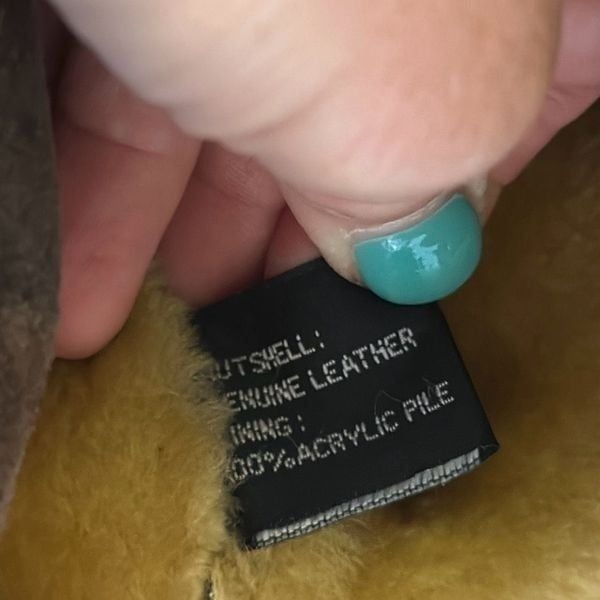 UTSHELL:
ENUINE LEATHER
INING:
00%ACRYLIC PILE